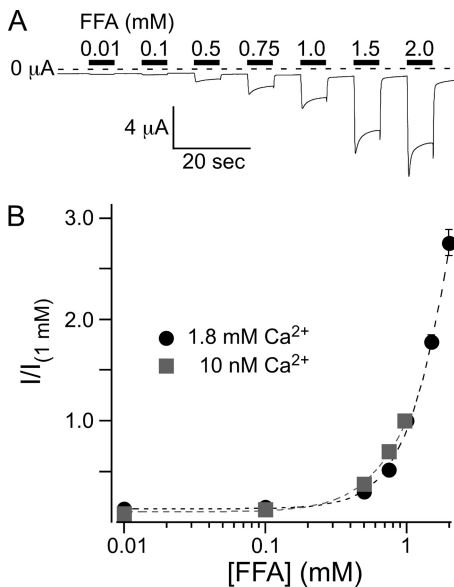 A
FFA (mM)
0.01 0.1 0.5 0.75 1.0 1.5 2.0
0 μA
4 μA
20 sec
B
3.0
2.0
1.0
I/I(1 mM)
1.8 mM Ca2+
10 nM Ca2+
0.01 0.1 1
[FFA] (mM)